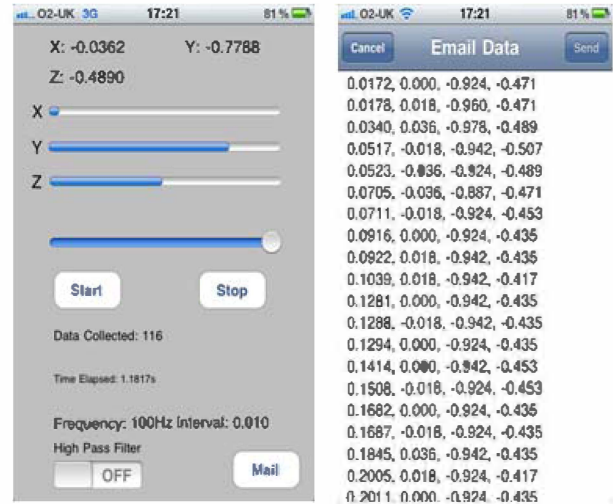 O2-UK 3G 17:21 81%
X: -0.0362 Y: -0.7788
Z: -0.4890
X
Y
Z
Start Stop
Data Collected: 116
Time Elapsed: 1.1817s
Frequency: 100Hz Interval: 0.010
High Pass Filter
OFF
Mail
O2-UK 17:21 81%
Cancel Email Data Send
0.0172, 0.000, -0.924, -0.471
0.0178, 0.018, -0.960, -0.471
0.0340, 0.036, -0.978, -0.489
0.0517, -0.018, -0.942, -0.507
0.0523, -0.036, -0.924, -0.489
0.0705, -0.036, -0.887, -0.471
0.0711, -0.018, -0.924, -0.453
0.0916, 0.000, -0.924, -0.435
0.0922, 0.018, -0.942, -0.435
0.1039, 0.018, -0.942, -0.417
0.1281, 0.000, -0.942, -0.435
0.1288, -0.018, -0.942, -0.435
0.1294, 0.000, -0.924, -0.435
0.1414, 0.000, -0.942, -0.453
0.1508, -0.018, -0.924, -0.453
0.1682, 0.000, -0.924, -0.435
0.1687, -0.018, -0.924, -0.435
0.1845, 0.036, -0.942, -0.435
0.2005, 0.018, -0.924, -0.417
0.2011, 0.000, -0.924, -0.435